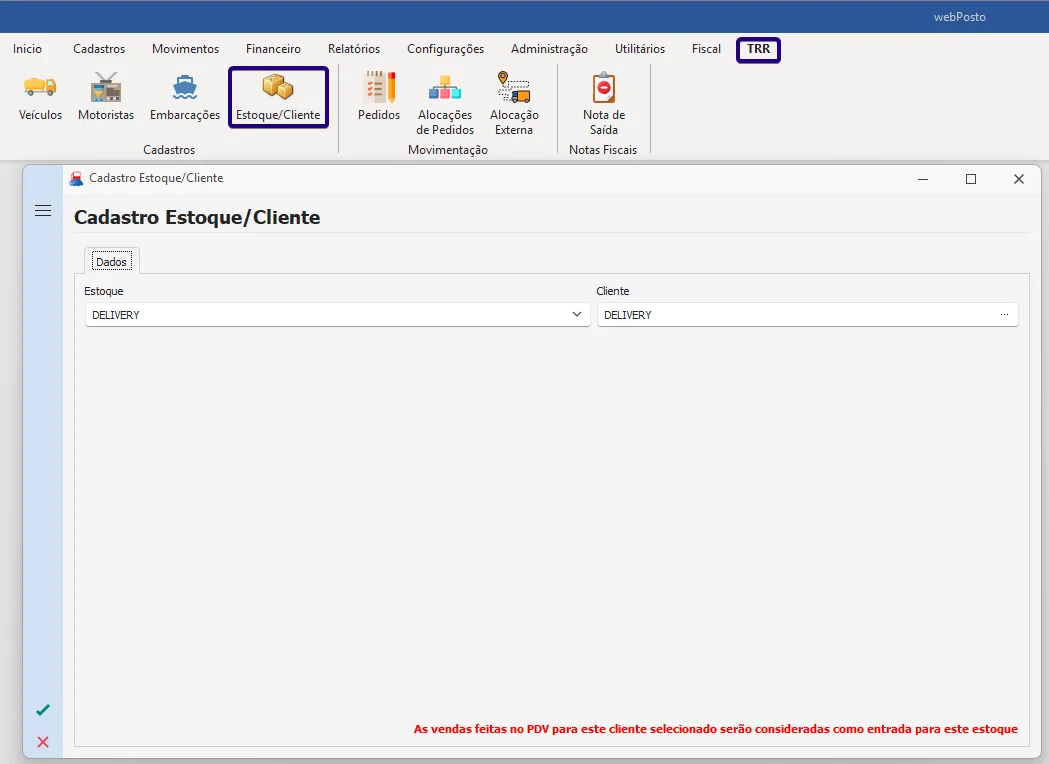 webPosto
Inicio Cadastros Movimentos Financeiro Relatórios Configurações Administração Utilitários Fiscal TRR
Veículos Motoristas Embarcações Estoque/Cliente Pedidos Alocações de Pedidos Alocação Externa Nota de Saída
Cadastros Movimentação Notas Fiscais
Cadastro Estoque/Cliente
Cadastro Estoque/Cliente
Dados
Estoque Cliente
DELIVERY DELIVERY ...
As vendas feitas no PDV para este cliente selecionado serão consideradas como entrada para este estoque